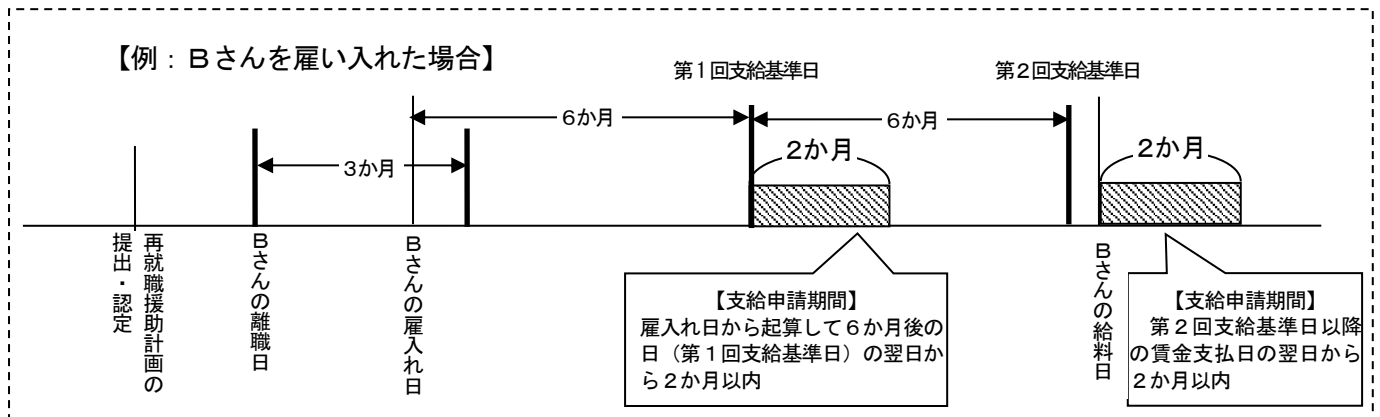 【例：Ｂさんを雇い入れた場合】
第１回支給基準日
第２回支給基準日
６か月
６か月
２か月
２か月
３か月
再就職援助計画の
提出・認定
Ｂさんの離職日
Ｂさんの雇入れ日
Ｂさんの給料日
【支給申請期間】
雇入れ日から起算して６か月後の
日（第１回支給基準日）の翌日か
ら２か月以内
【支給申請期間】
第２回支給基準日以降
の賃金支払日の翌日から
２か月以内